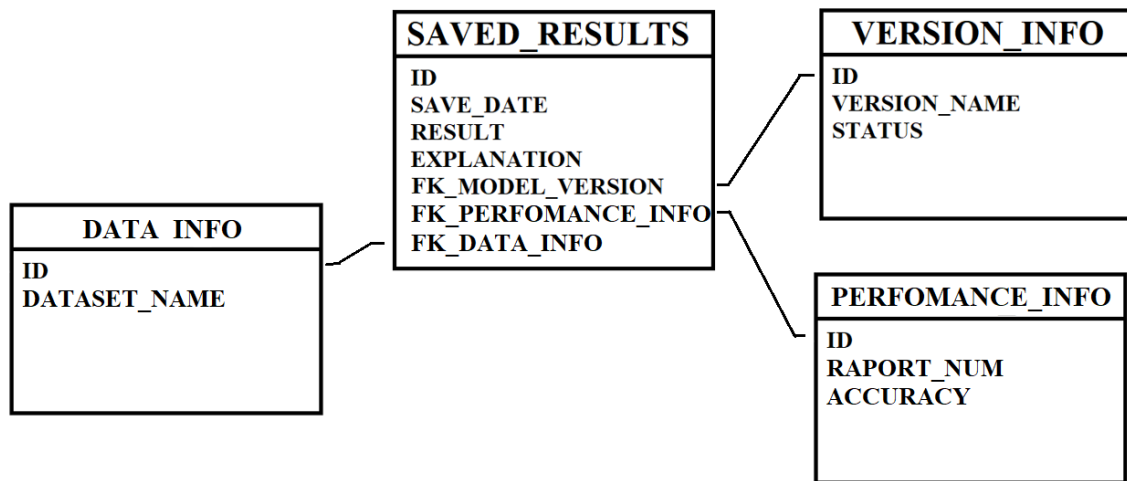 SAVED_RESULTS
ID
SAVE_DATE
RESULT
EXPLANATION
FK_MODEL_VERSION
FK_PERFOMANCE_INFO
FK_DATA_INFO
VERSION_INFO
ID
VERSION_NAME
STATUS
DATA INFO
ID
DATASET_NAME
PERFOMANCE_INFO
ID
RAPORT_NUM
ACCURACY